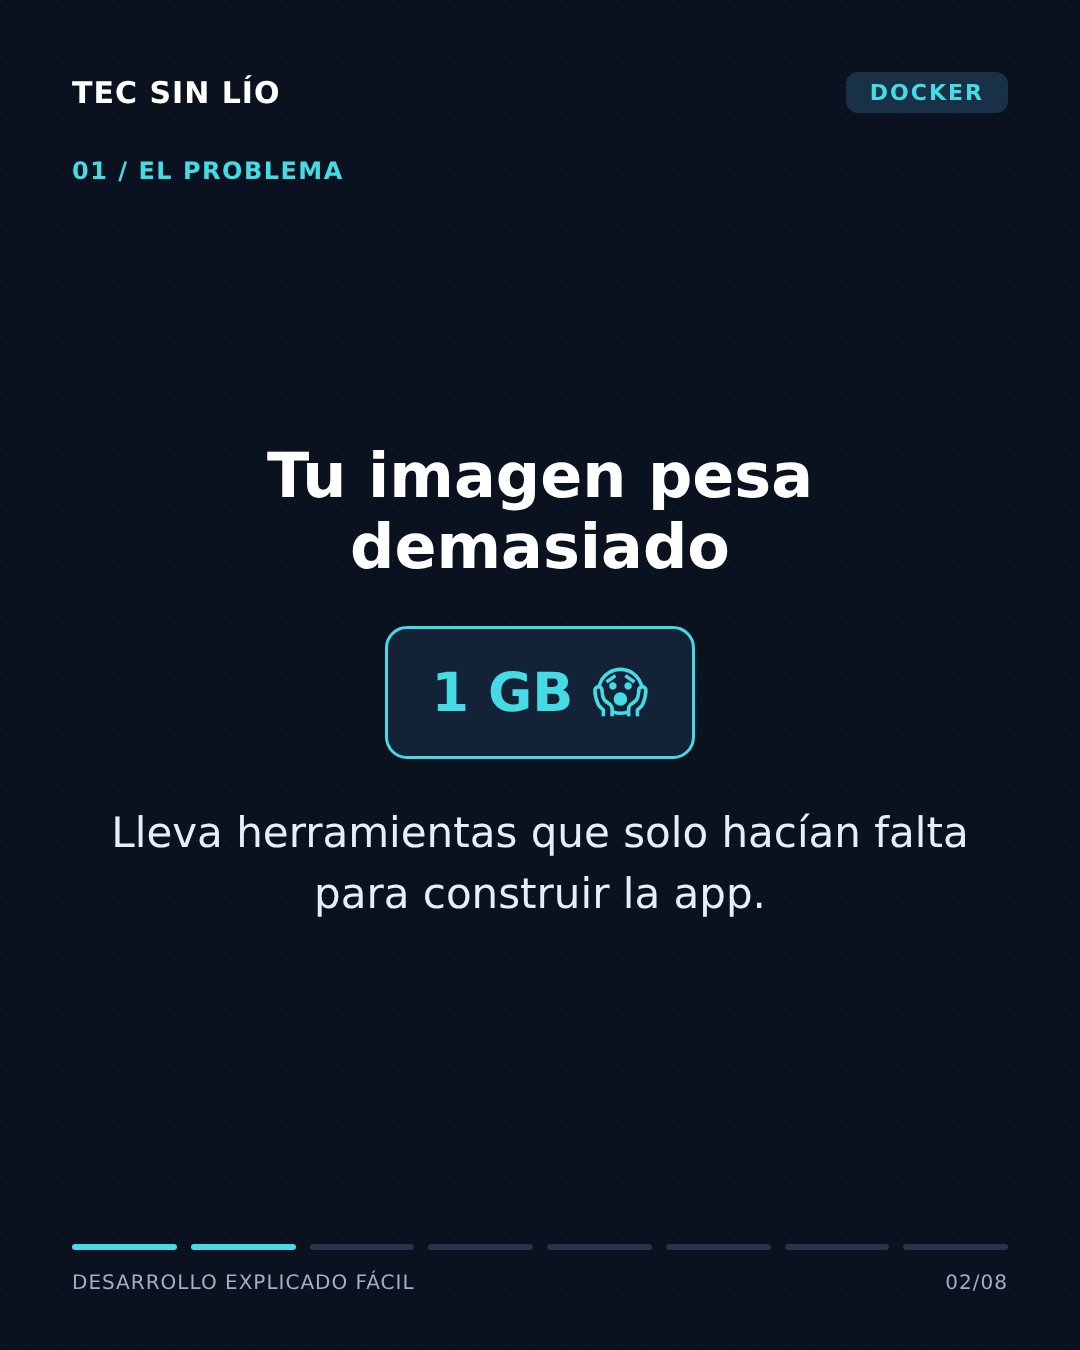 TEC SIN LÍO
DOCKER
01 / EL PROBLEMA
Tu imagen pesa
demasiado
1 GB 😱
Lleva herramientas que solo hacían falta
para construir la app.
DESARROLLO EXPLICADO FÁCIL
02/08